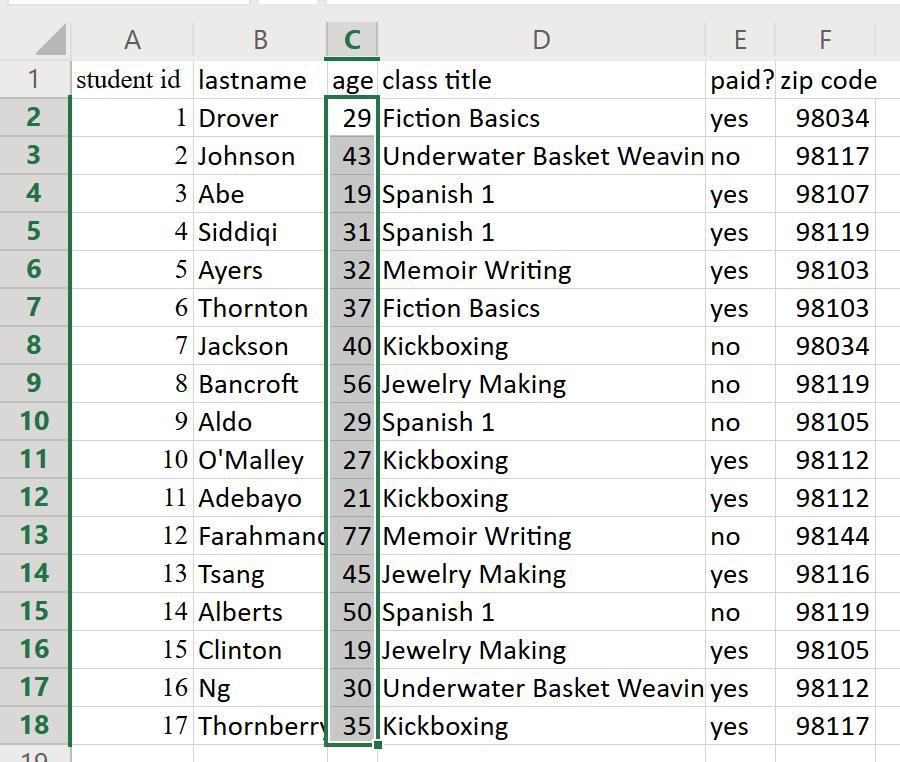 A B C D E F
1 student id lastname age class title paid? zip code
2 1 Drover 29 Fiction Basics yes 98034
3 2 Johnson 43 Underwater Basket Weavin no 98117
4 3 Abe 19 Spanish 1 yes 98107
5 4 Siddiqi 31 Spanish 1 yes 98119
6 5 Ayers 32 Memoir Writing yes 98103
7 6 Thornton 37 Fiction Basics yes 98103
8 7 Jackson 40 Kickboxing no 98034
9 8 Bancroft 56 Jewelry Making no 98119
10 9 Aldo 29 Spanish 1 no 98105
11 10 O'Malley 27 Kickboxing yes 98112
12 11 Adebayo 21 Kickboxing yes 98112
13 12 Farahmand 77 Memoir Writing no 98144
14 13 Tsang 45 Jewelry Making yes 98116
15 14 Alberts 50 Spanish 1 no 98119
16 15 Clinton 19 Jewelry Making yes 98105
17 16 Ng 30 Underwater Basket Weavin yes 98112
18 17 Thornberry 35 Kickboxing yes 98117
19